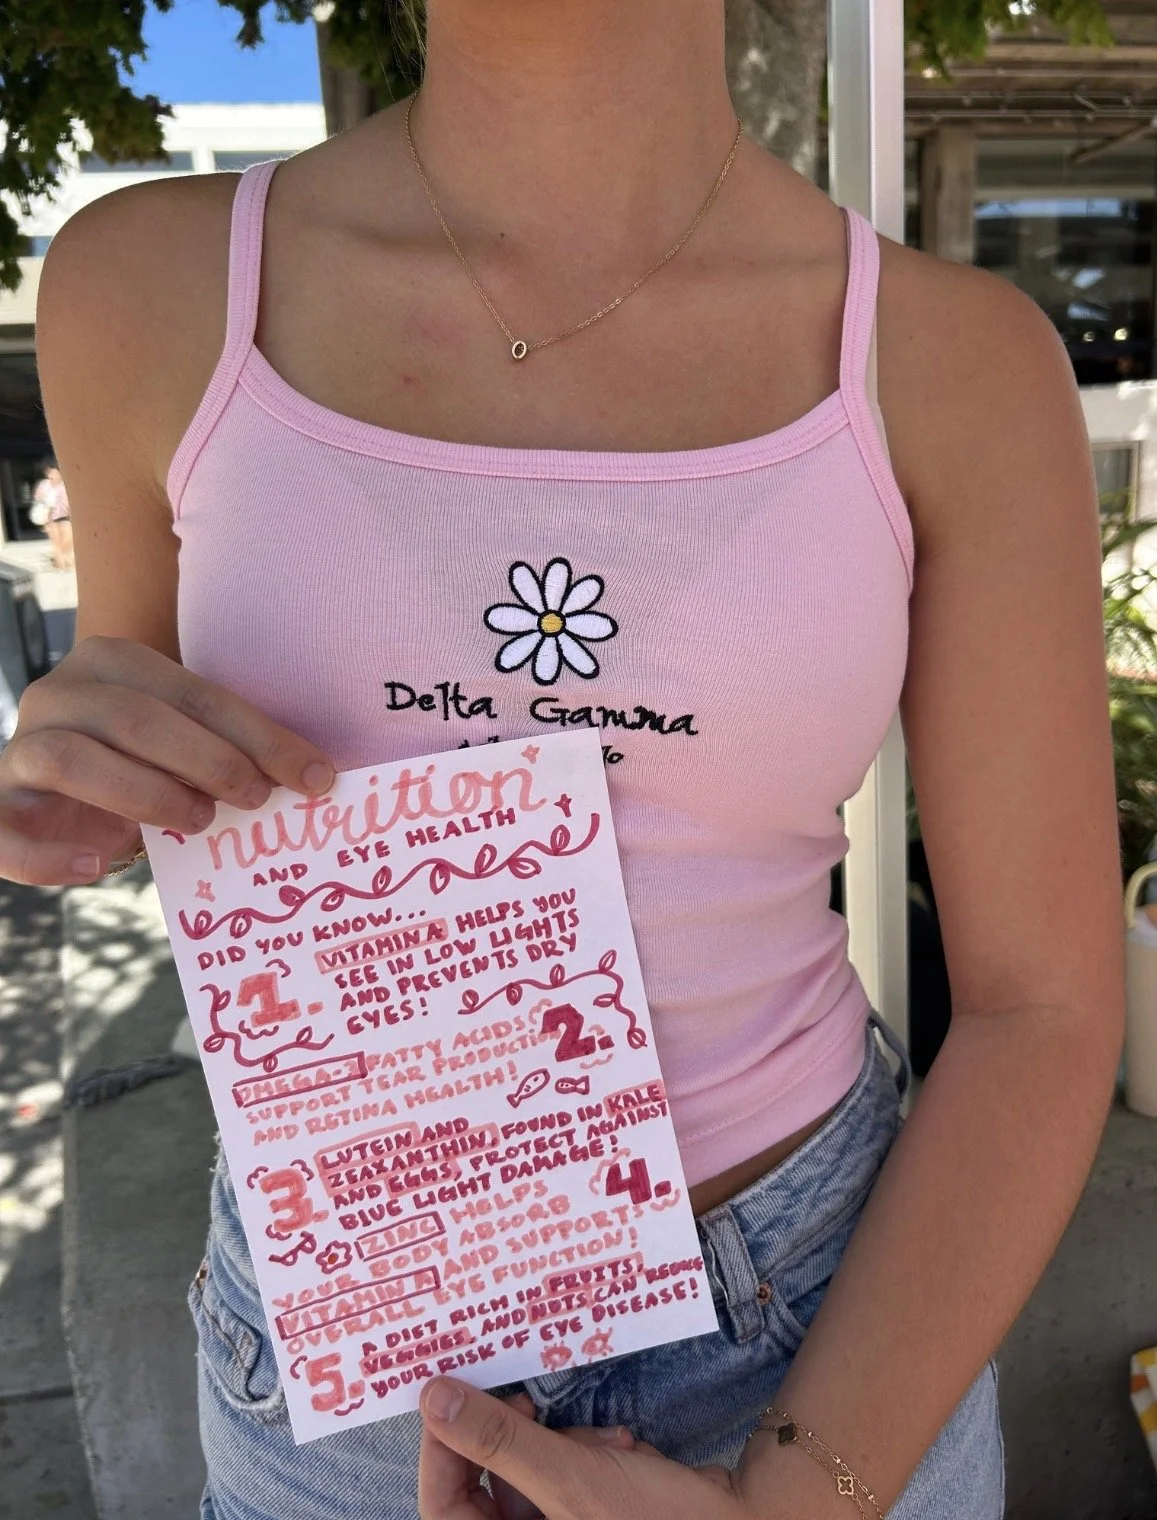 Delta Gamma
nutrition
AND EYE HEALTH
DID YOU KNOW...
1. VITAMIN A HELPS YOU
SEE IN LOW LIGHTS
AND PREVENTS DRY
EYES!
2.
OMEGA-3 FATTY ACIDS
SUPPORT TEAR PRODUCTION
AND RETINA HEALTH!
3. LUTEIN AND
ZEAXANTHIN, FOUND IN KALE
AND EGGS, PROTECT AGAINST
BLUE LIGHT DAMAGE!
4.
ZINC HELPS
YOUR BODY ABSORB
VITAMIN A AND SUPPORTS
OVERALL EYE FUNCTION!
5. A DIET RICH IN FRUITS,
VEGGIES, AND NUTS CAN REDUCE
YOUR RISK OF EYE DISEASE!